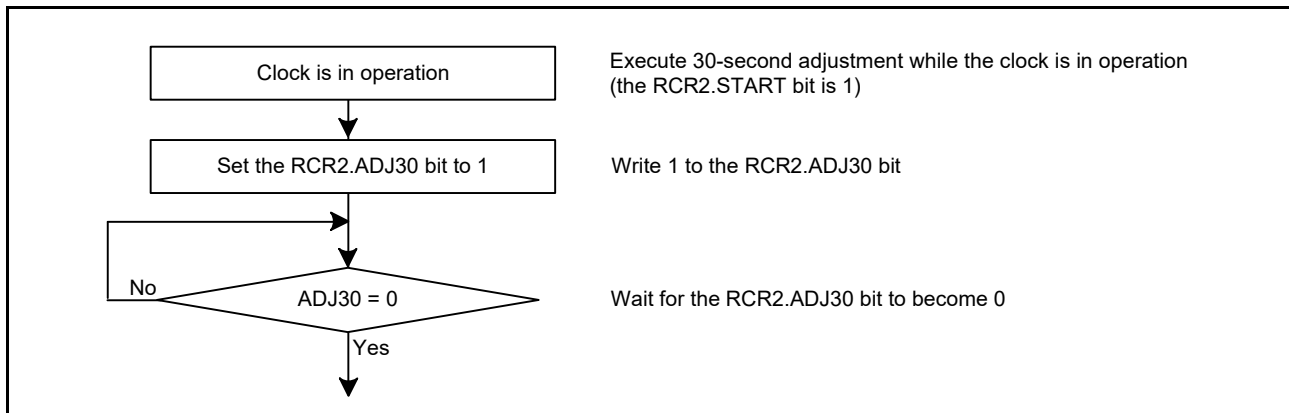 Clock is in operation
Execute 30-second adjustment while the clock is in operation
(the RCR2.START bit is 1)
Set the RCR2.ADJ30 bit to 1
Write 1 to the RCR2.ADJ30 bit
No
ADJ30 = 0
Wait for the RCR2.ADJ30 bit to become 0
Yes